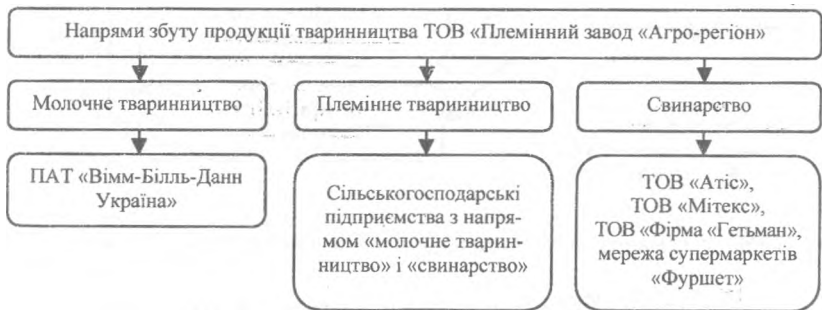 Напрями збуту продукції тваринництва ТОВ «Племінний завод «Агро-регіон»
Молочне тваринництво
Племінне тваринництво
Свинарство
ПАТ «Вімм-Білль-Данн
Україна»
Сільськогосподарські
підприємства з напря-
мом «молочне тварин-
ництво» і «свинарство»
ТОВ «Атіс»,
ТОВ «Мітекс»,
ТОВ «Фірма «Гетьман»,
мережа супермаркетів
«Фуршет»